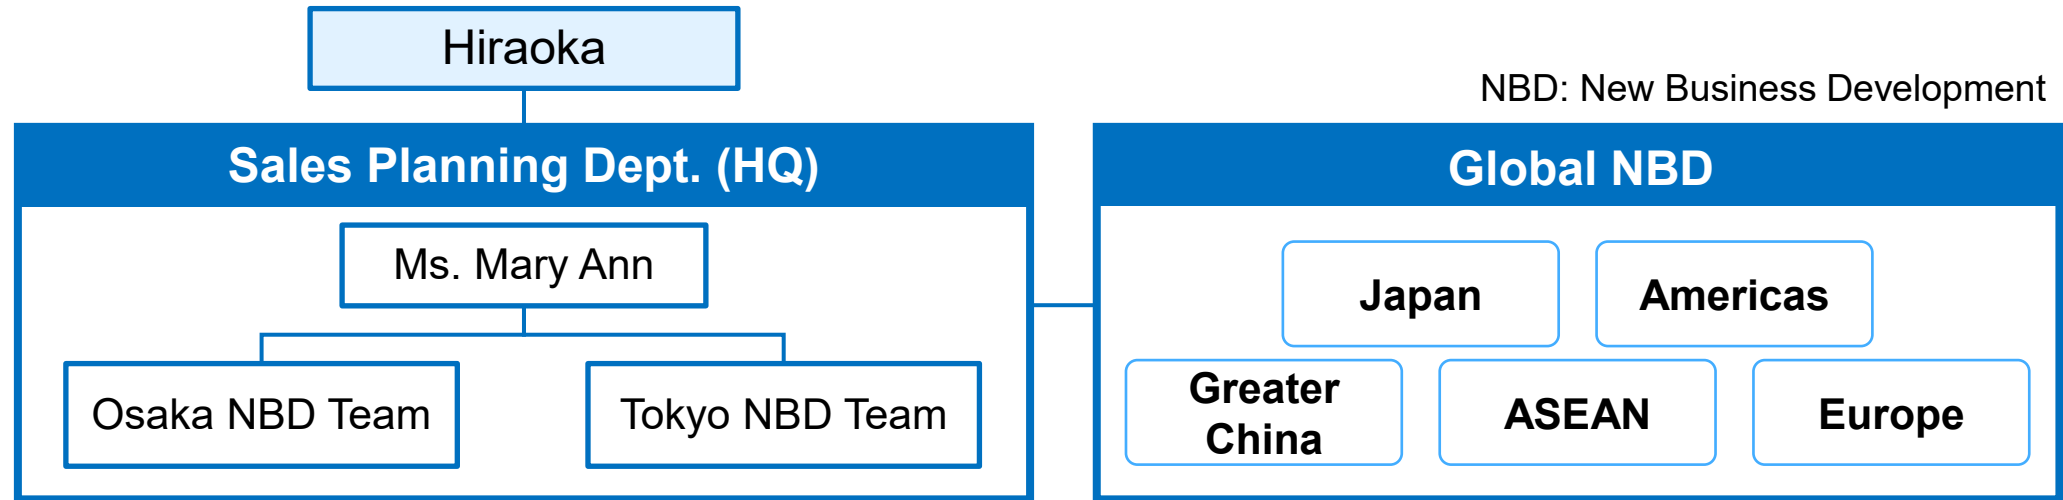 Hiraoka
NBD: New Business Development
Sales Planning Dept. (HQ)
Ms. Mary Ann
Osaka NBD Team
Tokyo NBD Team
Global NBD
Japan
Americas
Greater
China
ASEAN
Europe